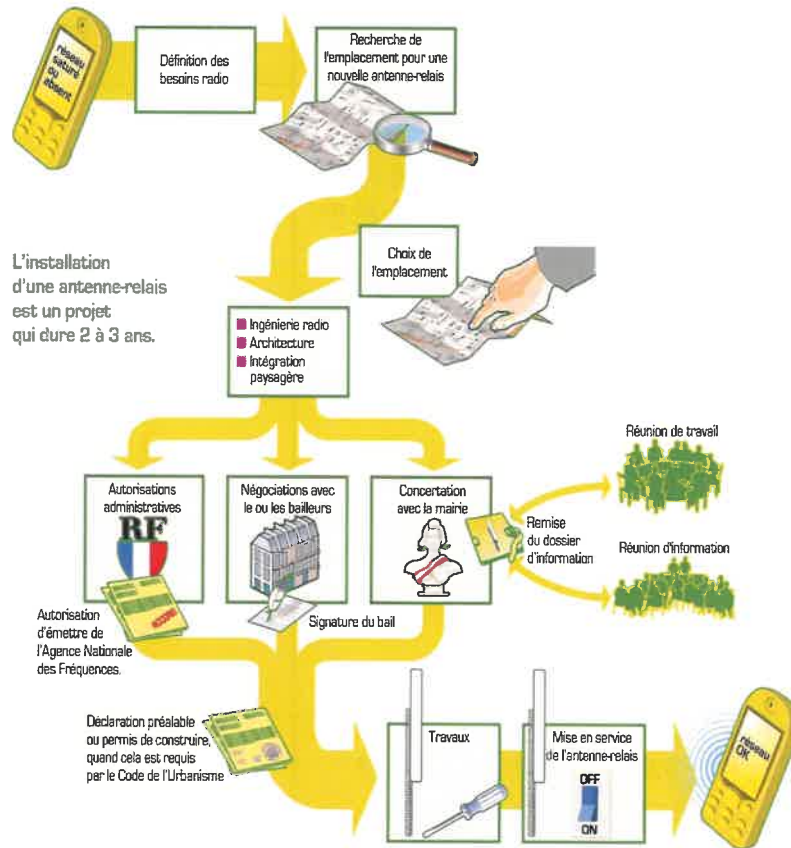 réseau
saturé
ou
absent
Définition des
besoins radio
Recherche de
l'emplacement pour une
nouvelle antenne-relais
Choix de
l'emplacement
L'installation
d'une antenne-relais
est un projet
qui dure 2 à 3 ans.
Ingénierie radio
Architecture
Intégration
paysagère
Autorisations
administratives
RF
Négociations avec
le ou les bailleurs
Concertation
avec la mairie
Réunion de travail
Remise
du dossier
d'information
Réunion d'information
Autorisation
d'émettre de
l'Agence Nationale
des Fréquences.
Signature du bail
Déclaration préalable
ou permis de construire,
quand cela est requis
par le Code de l'Urbanisme
Travaux
Mise en service
de l'antenne-relais
OFF
ON
réseau
OK